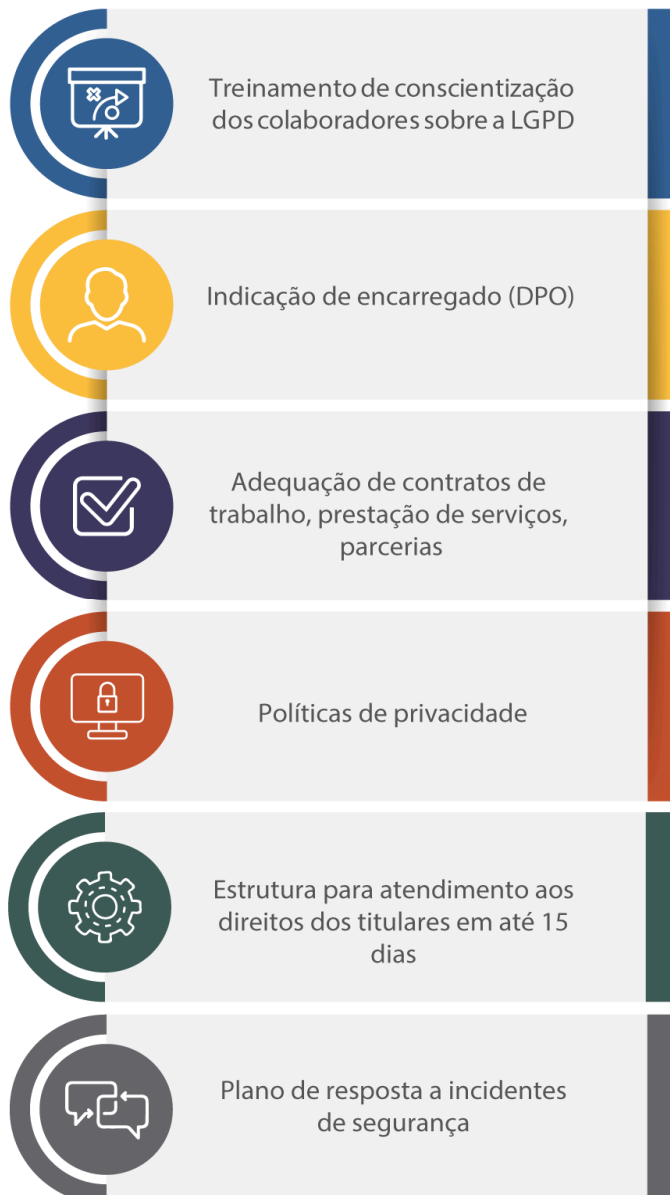 Treinamento de conscientização
dos colaboradores sobre a LGPD
Indicação de encarregado (DPO)
Adequação de contratos de
trabalho, prestação de serviços,
parcerias
Políticas de privacidade
Estrutura para atendimento aos
direitos dos titulares em até 15
dias
Plano de resposta a incidentes
de segurança